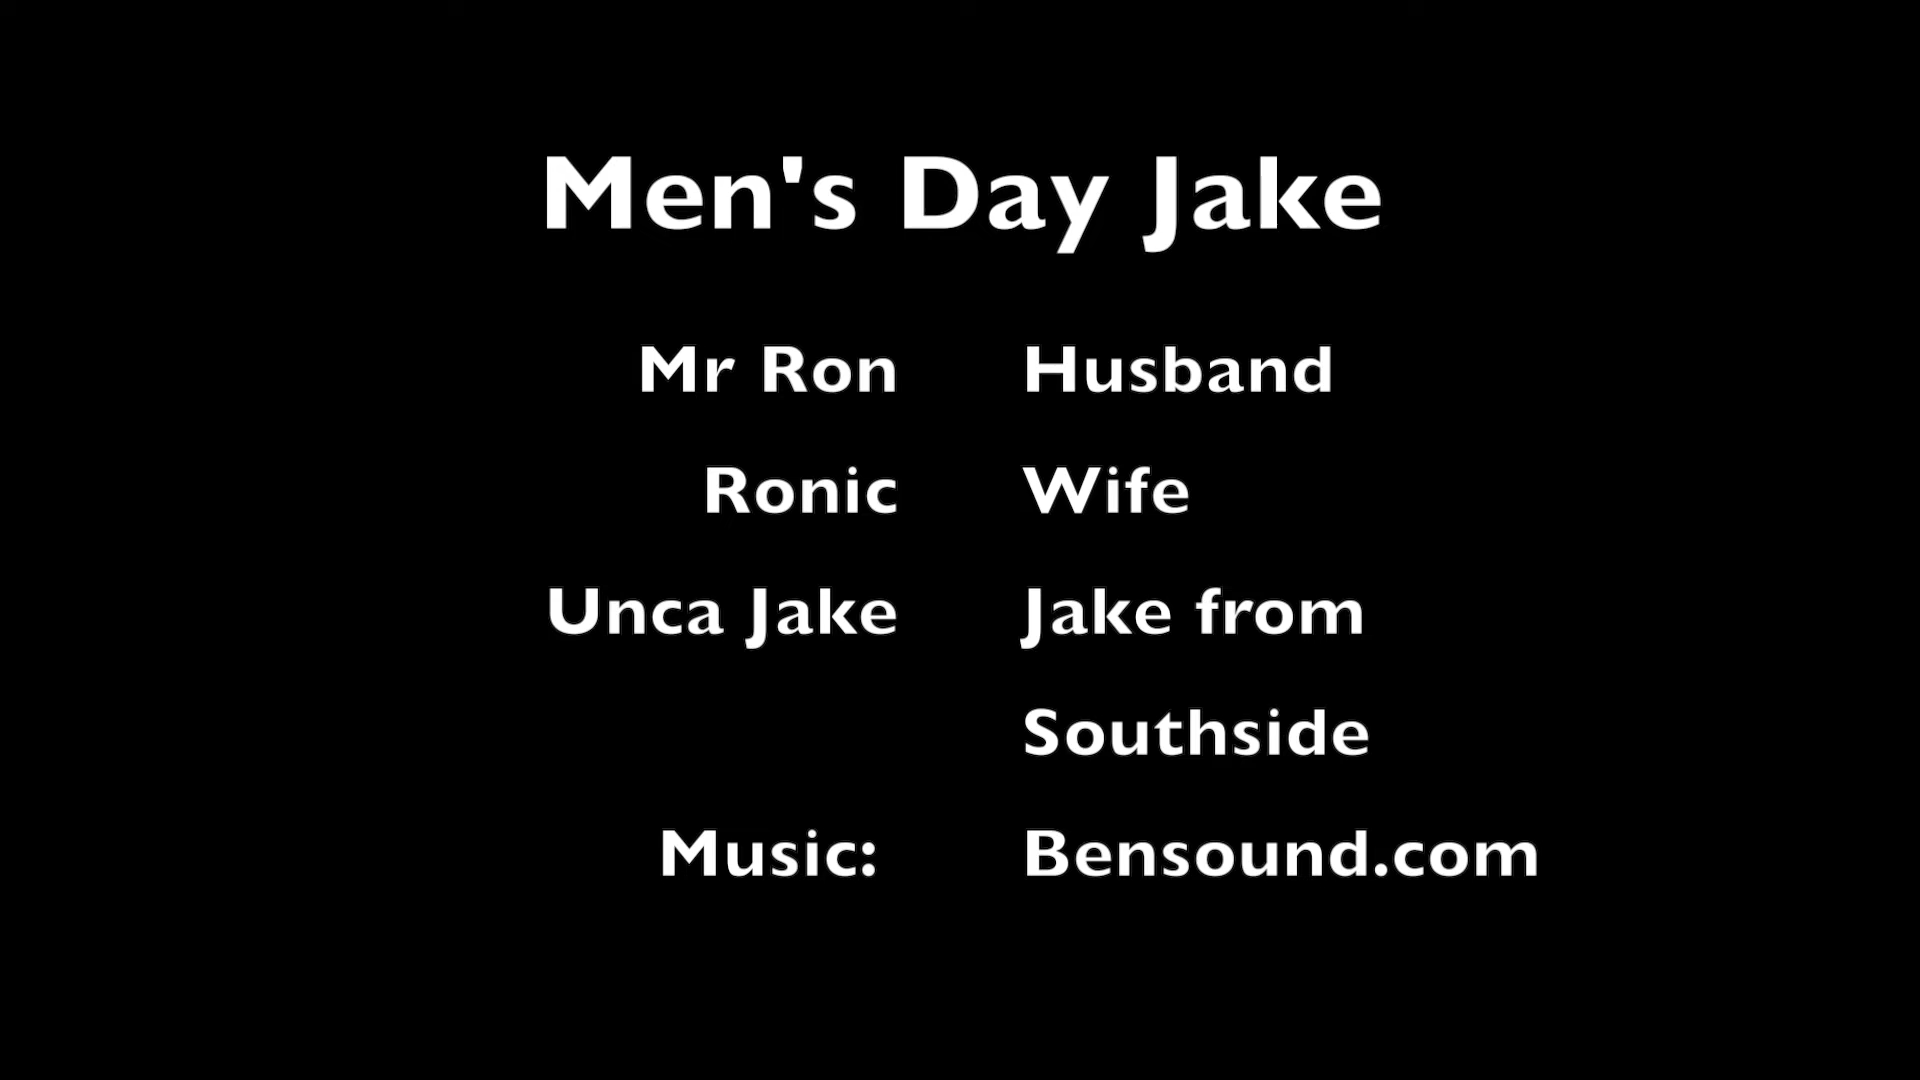 Men's Day Jake
Mr Ron Husband
Ronic Wife
Unca Jake Jake from
Southside
Music: Bensound.com